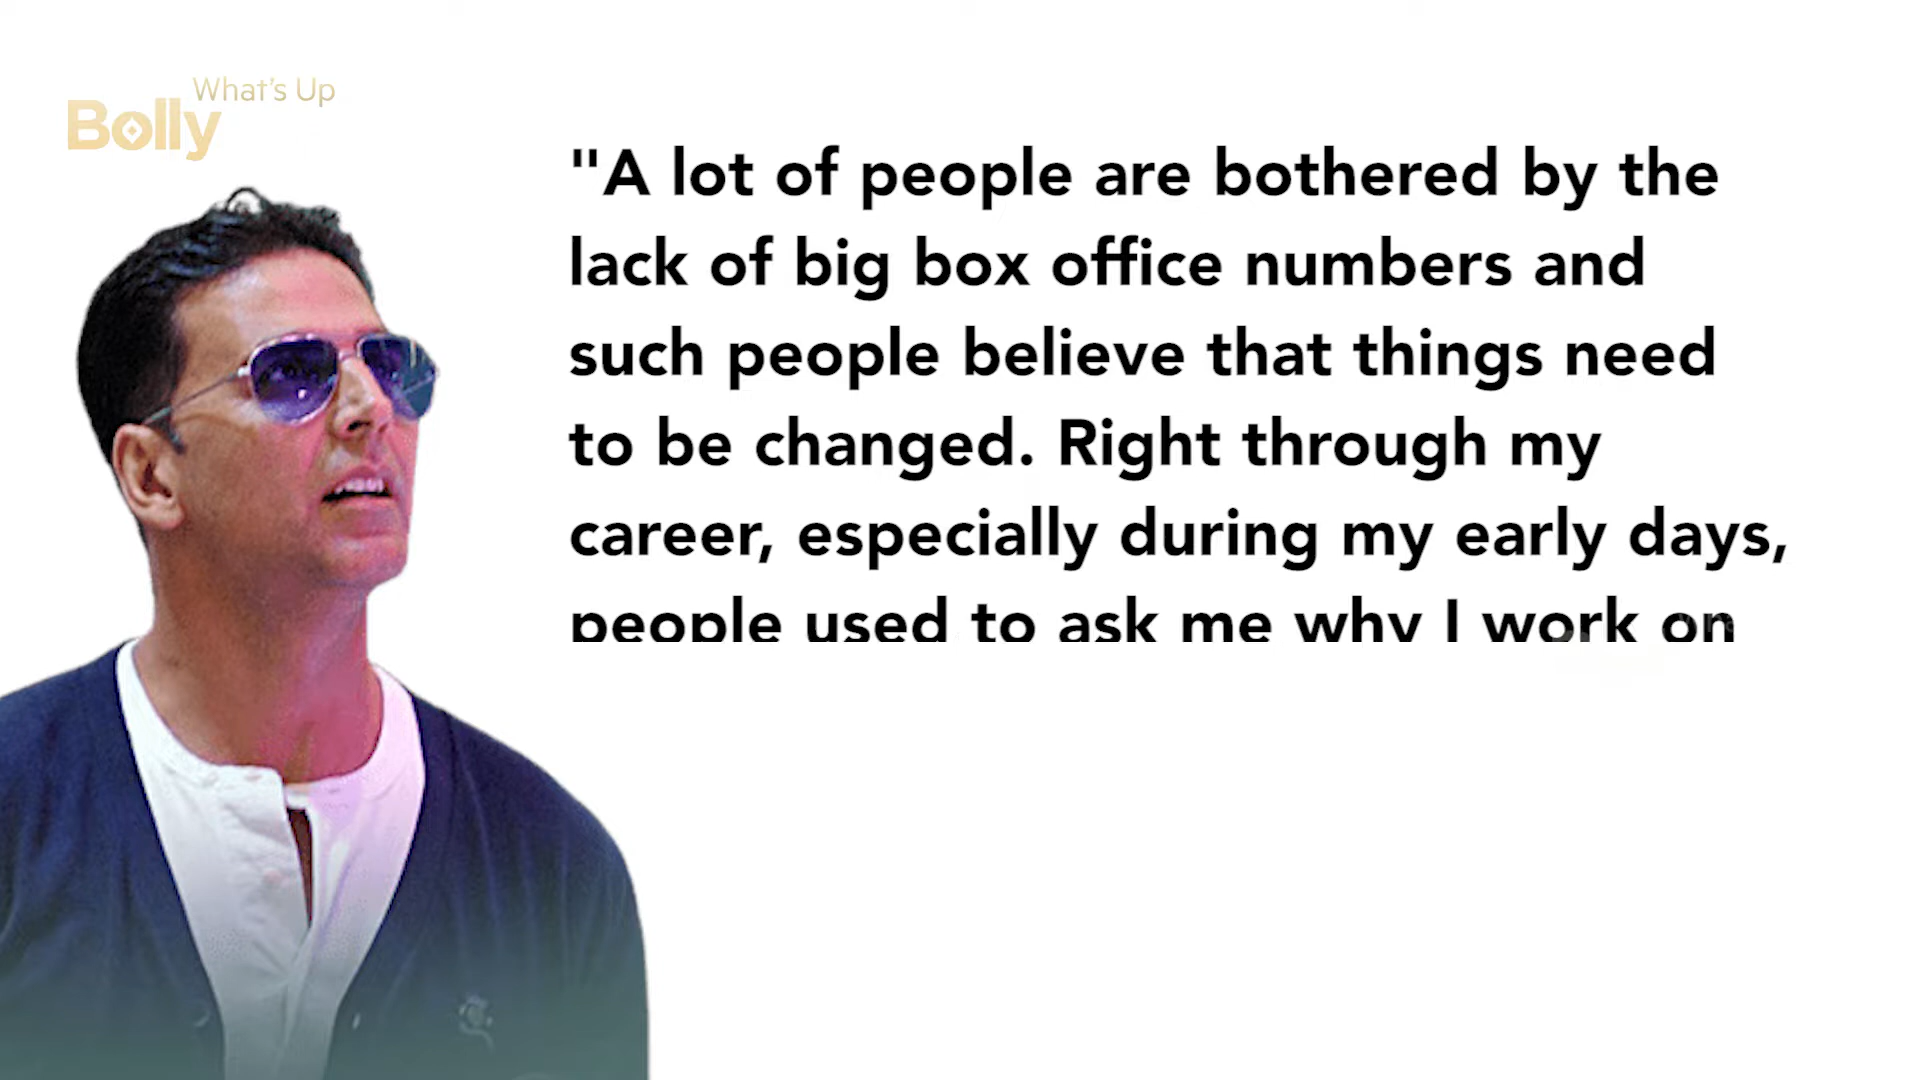 What's Up
Bolly
"A lot of people are bothered by the
lack of big box office numbers and
such people believe that things need
to be changed. Right through my
career, especially during my early days,
people used to ask me why I work on